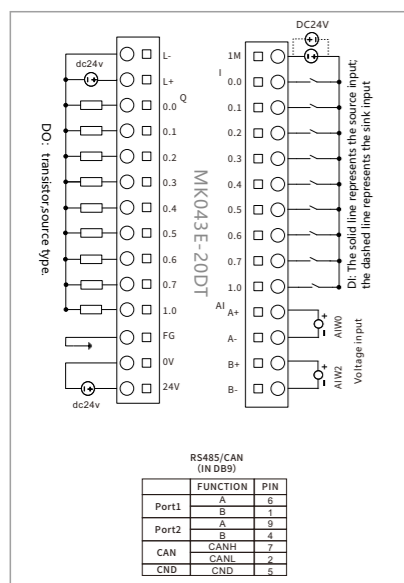 DC24V
dc24v
L-
L+
Q
0.0
0.1
0.2
0.3
0.4
0.5
0.6
0.7
1.0
FG
0V
24V
dc24v
DO: transistor,source type.
MK043E-20DT
1M
I
0.0
0.1
0.2
0.3
0.4
0.5
0.6
0.7
1.0
AI
A+
A-
B+
B-
DI: The solid line represents the source input;
the dashed line represents the sink input
AIW0
AIW2
Voltage input
RS485/CAN
(IN DB9)
FUNCTION PIN
Port1 A 6
B 1
Port2 A 9
B 4
CAN CANH 7
CANL 2
CND CND 5